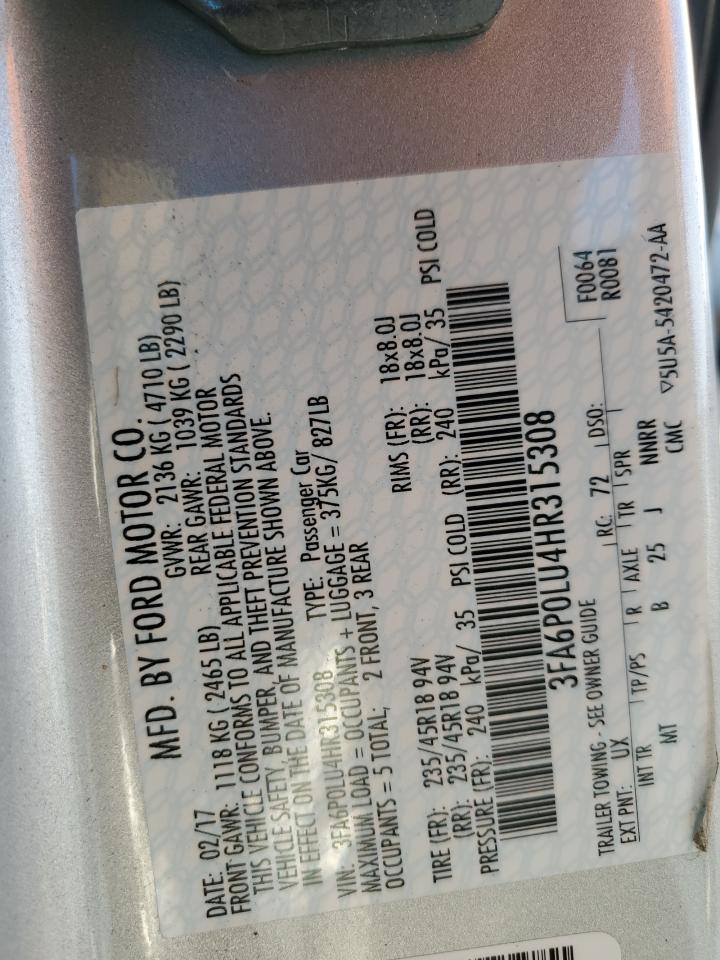 MFD. BY FORD MOTOR CO.
DATE: 02/17 GVWR: 2136 KG ( 4710 LB)
FRONT GAWR: 1118 KG ( 2465 LB) REAR GAWR: 1039 KG ( 2290 LB)
THIS VEHICLE CONFORMS TO ALL APPLICABLE FEDERAL MOTOR
VEHICLE SAFETY, BUMPER, AND THEFT PREVENTION STANDARDS
IN EFFECT ON THE DATE OF MANUFACTURE SHOWN ABOVE.
VIN: 3FA6P0LU4HR315308 TYPE: Passenger Car
MAXIMUM LOAD = OCCUPANTS + LUGGAGE = 375KG/ 827LB
OCCUPANTS = 5 TOTAL; 2 FRONT, 3 REAR
TIRE (FR): 235/45R18 94V RIMS (FR): 18x8.0J
(RR): 235/45R18 94V (RR): 18x8.0J
PRESSURE (FR): 240 kPa/ 35 PSI COLD (RR): 240 kPa/ 35 PSI COLD
3FA6P0LU4HR315308
TRAILER TOWING - SEE OWNER GUIDE F0064
EXT PNT: UX RC: 72 DSO: R0081
INT TR TP/PS R AXLE TR SPR
MT B 25 J NNRR
CMC ▽5U5A-5420472-AA